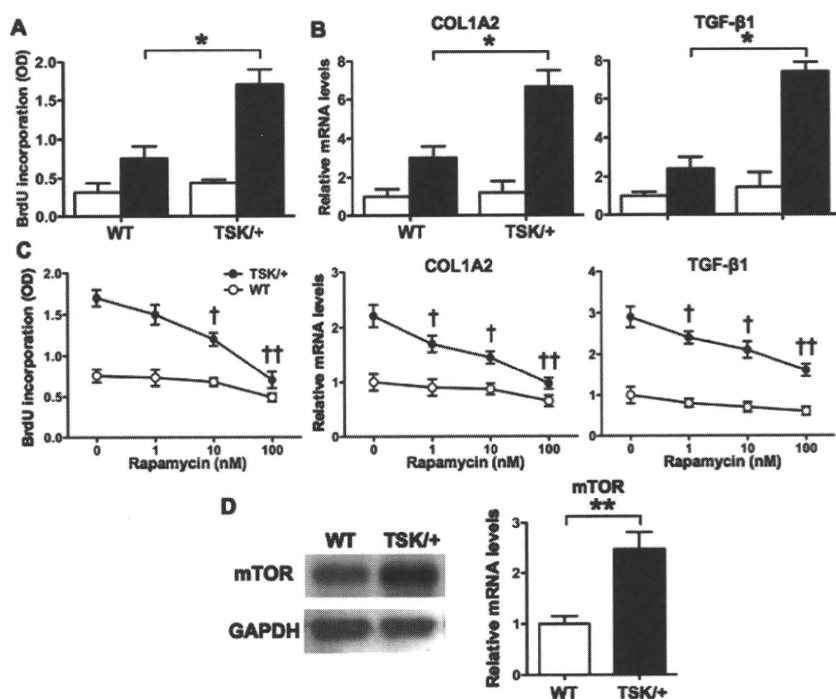 A
BrdU incorporation (OD)
2.0
1.5
1.0
0.5
0.0
*
WT TSK/+
B
COL1A2
Relative mRNA levels
8
6
4
2
0
*
WT TSK/+
TGF-β1
8
6
4
2
0
*
C
BrdU incorporation (OD)
2.0
1.5
1.0
0.5
0.0
TSK/+
WT
†
††
0 1 10 100
Rapamycin (nM)
COL1A2
Relative mRNA levels
3
2
1
0
† † ††
0 1 10 100
Rapamycin (nM)
TGF-β1
4
3
2
1
0
† † ††
0 1 10 100
Rapamycin (nM)
D
WT TSK/+
mTOR
GAPDH
mTOR
**
Relative mRNA levels
3
2
1
0
WT TSK/+